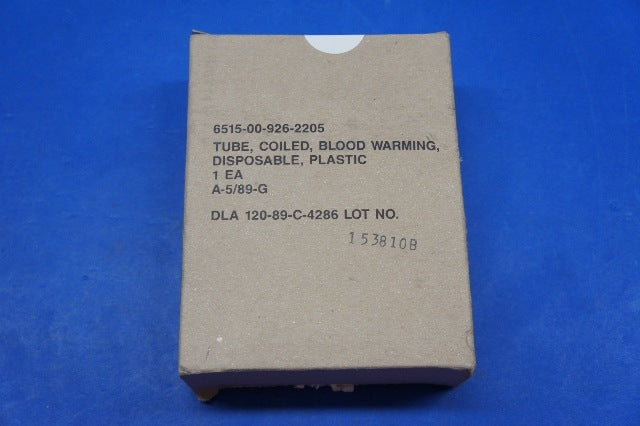 6515-00-926-2205
TUBE, COILED, BLOOD WARMING,
DISPOSABLE, PLASTIC
1 EA
A-5/89-G
DLA 120-89-C-4286 LOT NO.
153810B